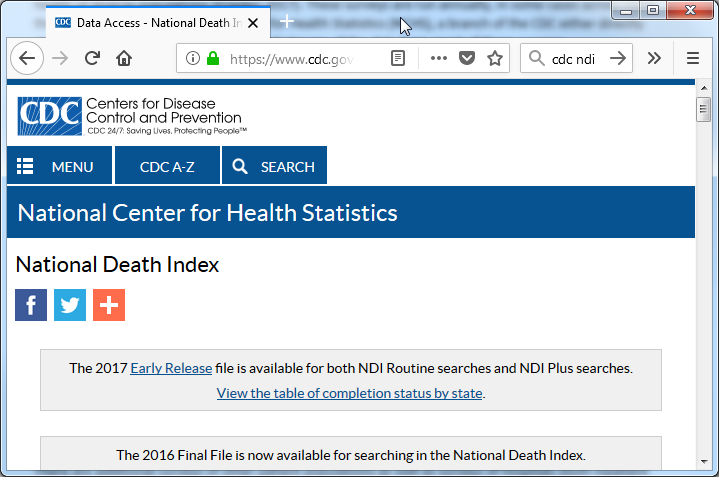 Data Access - National Death In
https://www.cdc.gov
cdc ndi
CDC
Centers for Disease
Control and Prevention
CDC 24/7: Saving Lives, Protecting People™
MENU
CDC A-Z
SEARCH
National Center for Health Statistics
National Death Index
The 2017 Early Release file is available for both NDI Routine searches and NDI Plus searches.
View the table of completion status by state.
The 2016 Final File is now available for searching in the National Death Index.